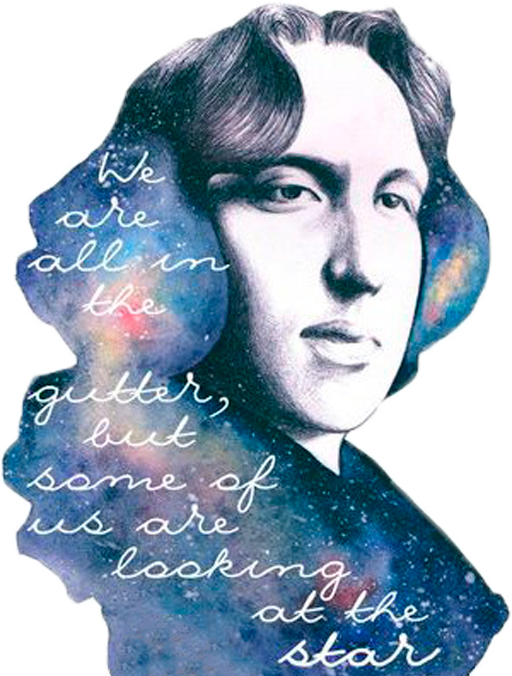 We
are
all in
the
gutter,
but
some of
us are
looking
at the
star